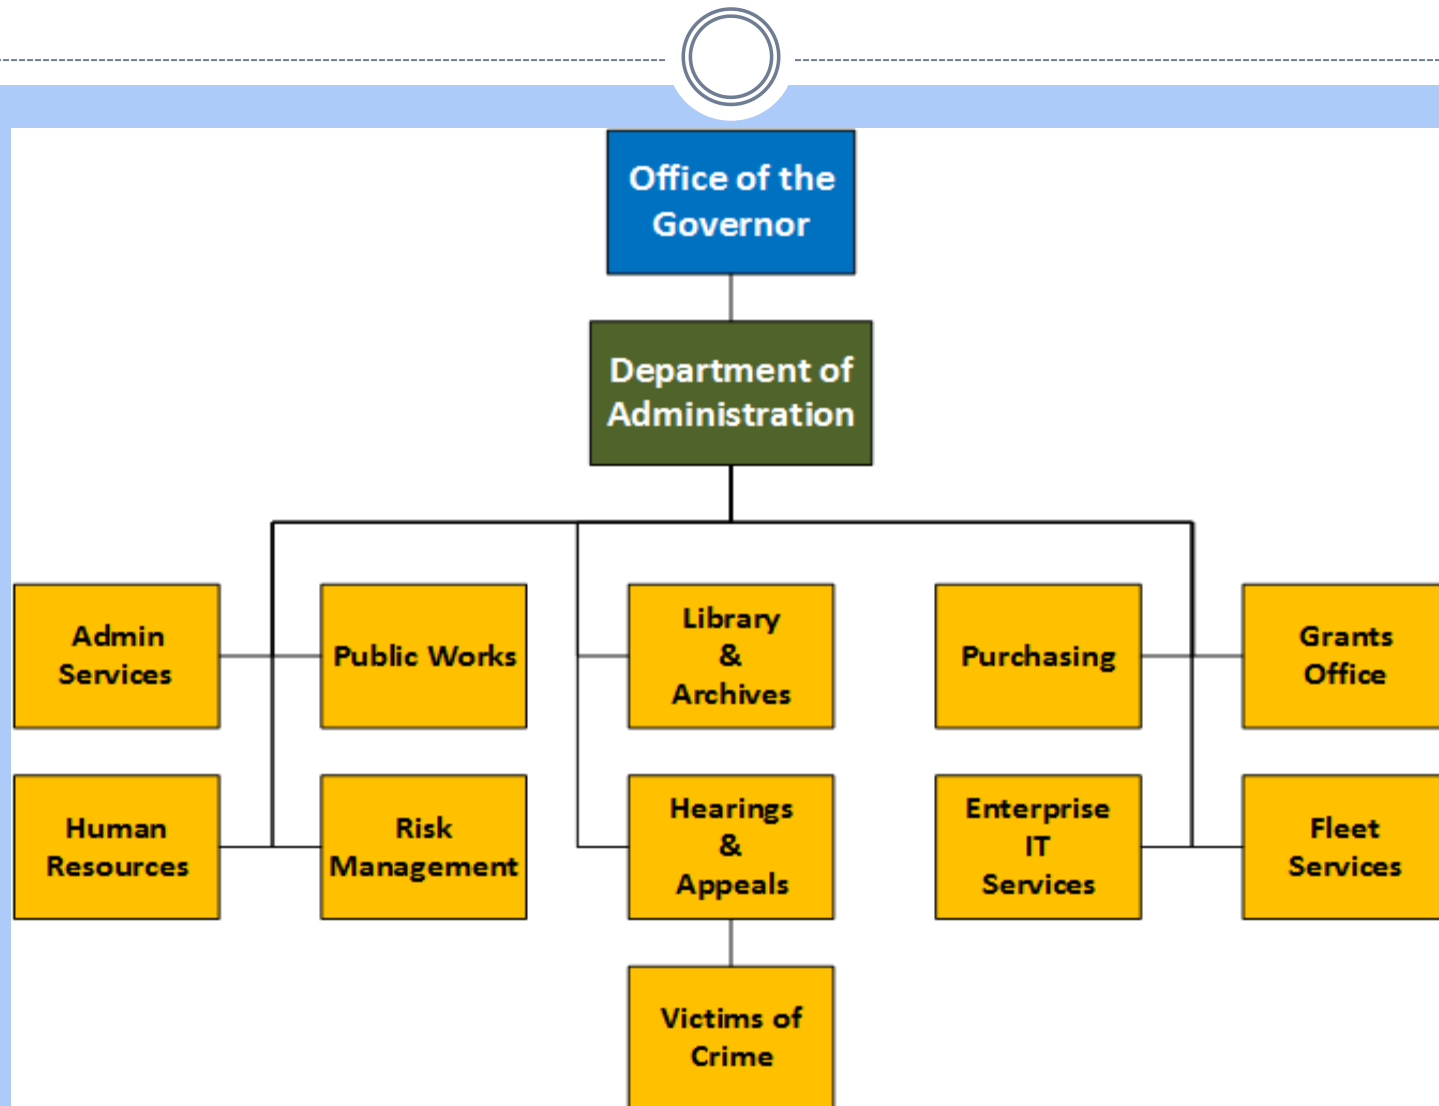 Office of the
Governor
Department of
Administration
Admin
Services
Public Works
Library
&
Archives
Purchasing
Grants
Office
Human
Resources
Risk
Management
Hearings
&
Appeals
Enterprise
IT
Services
Fleet
Services
Victims of
Crime